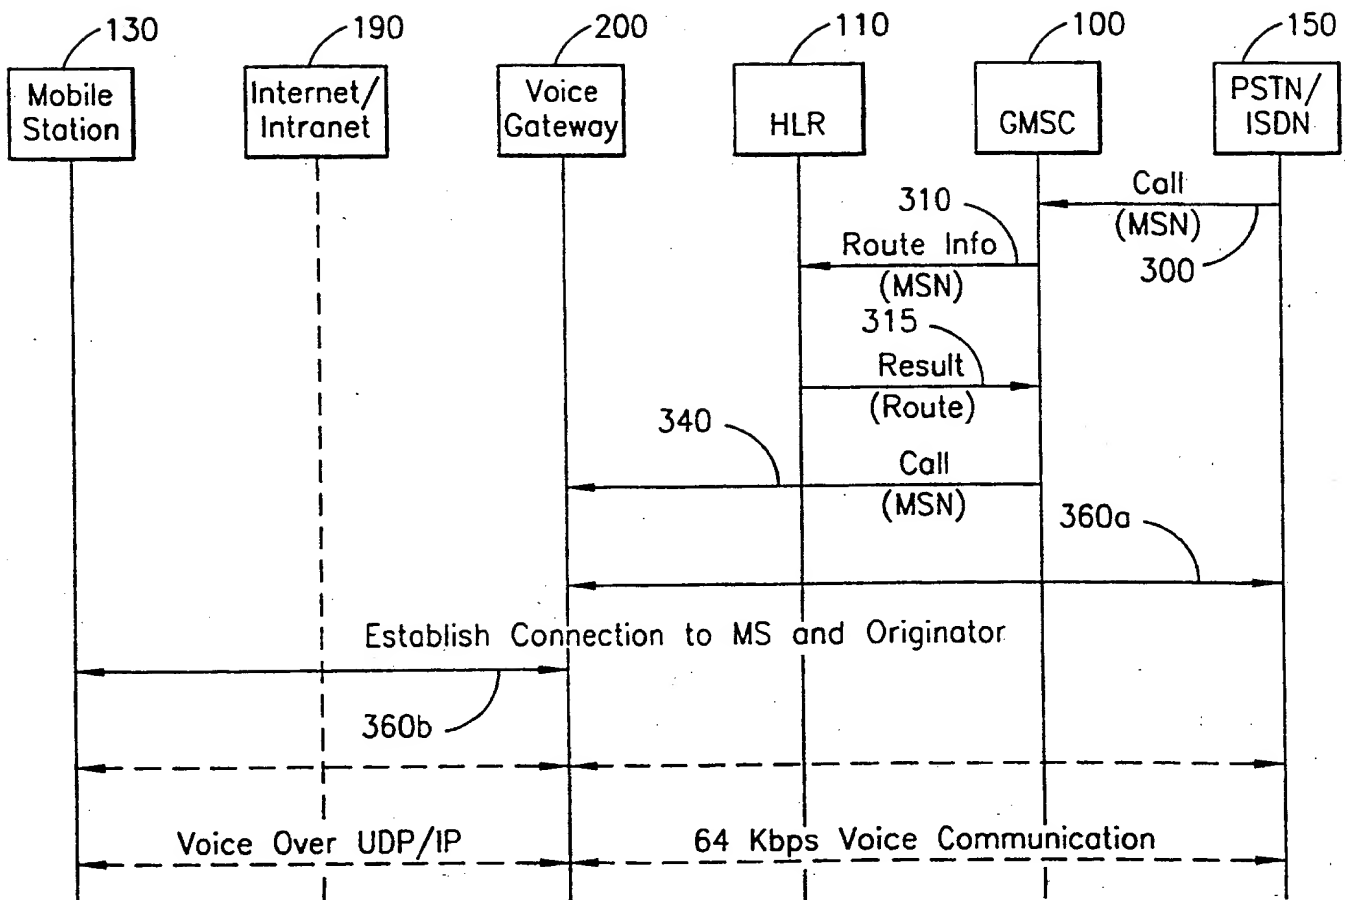 130
190
200
110
100
150
Mobile
Station
Internet/
Intranet
Voice
Gateway
HLR
GMSC
PSTN/
ISDN
Call
(MSN)
300
310
Route Info
(MSN)
315
Result
(Route)
340
Call
(MSN)
360a
Establish Connection to MS and Originator
360b
Voice Over UDP/IP
64 Kbps Voice Communication